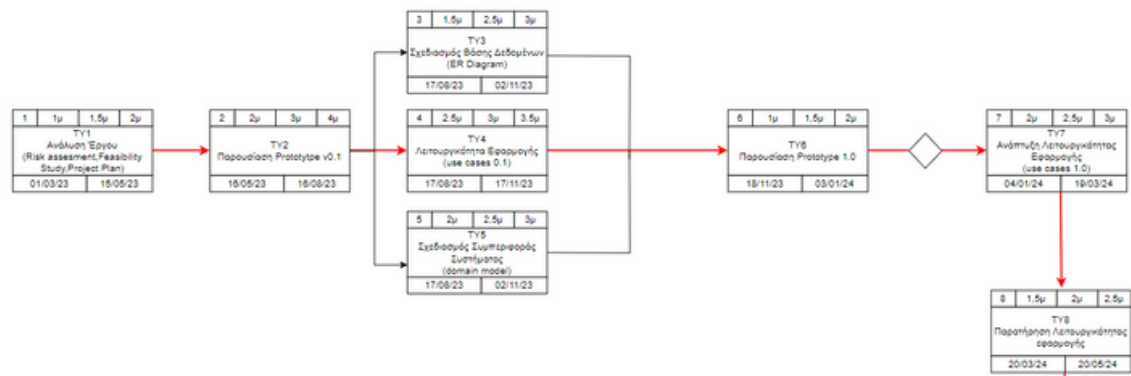 3 1,5μ 2,5μ 3μ
ΤΥ3
Σχεδιασμός Βάσης Δεδομένων
(ER Diagram)
17/08/23 02/11/23
1 1μ 1,5μ 2μ
ΤΥ1
Ανάλυση Έργου
(Risk assesment,Feasibility
Study,Project Plan)
01/03/23 15/05/23
2 2μ 3μ 4μ
ΤΥ2
Παρουσίαση Prototytpe v0.1
16/05/23 16/08/23
4 2.5μ 3μ 3.5μ
ΤΥ4
Λειτουργικότητα Εφαρμογής
(use cases 0.1)
17/08/23 17/11/23
6 1μ 1,5μ 2μ
ΤΥ6
Παρουσίαση Prototype 1.0
18/11/23 03/01/24
7 2μ 2,5μ 3μ
ΤΥ7
Ανάπτυξη Λειτουργικότητας
Εφαρμογής
(use cases 1.0)
04/01/24 19/03/24
5 2μ 2,5μ 3μ
ΤΥ5
Σχεδιασμός Συμπεριφοράς
Συστήματος
(domain model)
17/08/23 02/11/23
8 1,5μ 2μ 2,5μ
ΤΥ8
Παρατήρηση Λειτουργικότητας
εφαρμογής
20/03/24 20/05/24